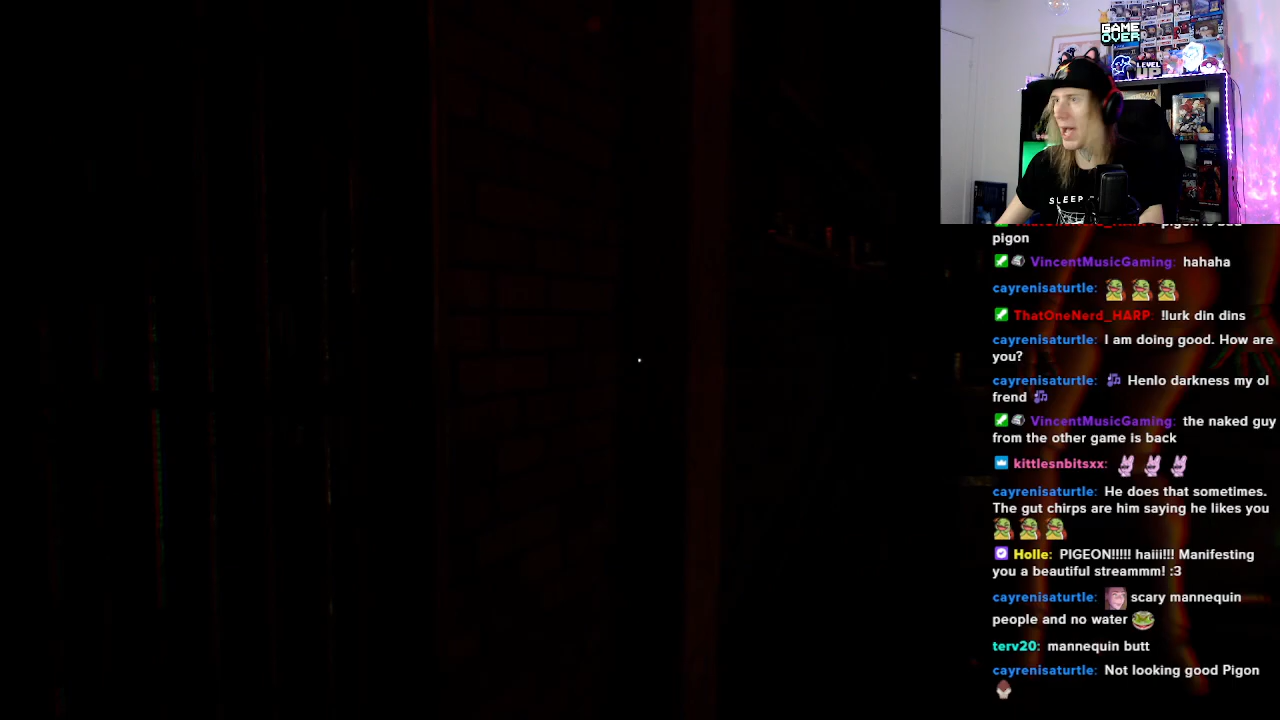 GAME
OVER
LEVEL
UP
SLEEP
pigon
VincentMusicGaming: hahaha
cayrenisaturtle:
ThatOneNerd_HARP: !lurk din dins
cayrenisaturtle: I am doing good. How are
you?
cayrenisaturtle: Henlo darkness my ol
frend
VincentMusicGaming: the naked guy
from the other game is back
kittlesnbitsxx:
cayrenisaturtle: He does that sometimes.
The gut chirps are him saying he likes you
Holle: PIGEON!!!!! haiii!!! Manifesting
you a beautiful streammm! :3
cayrenisaturtle: scary mannequin
people and no water
terv20: mannequin butt
cayrenisaturtle: Not looking good Pigon